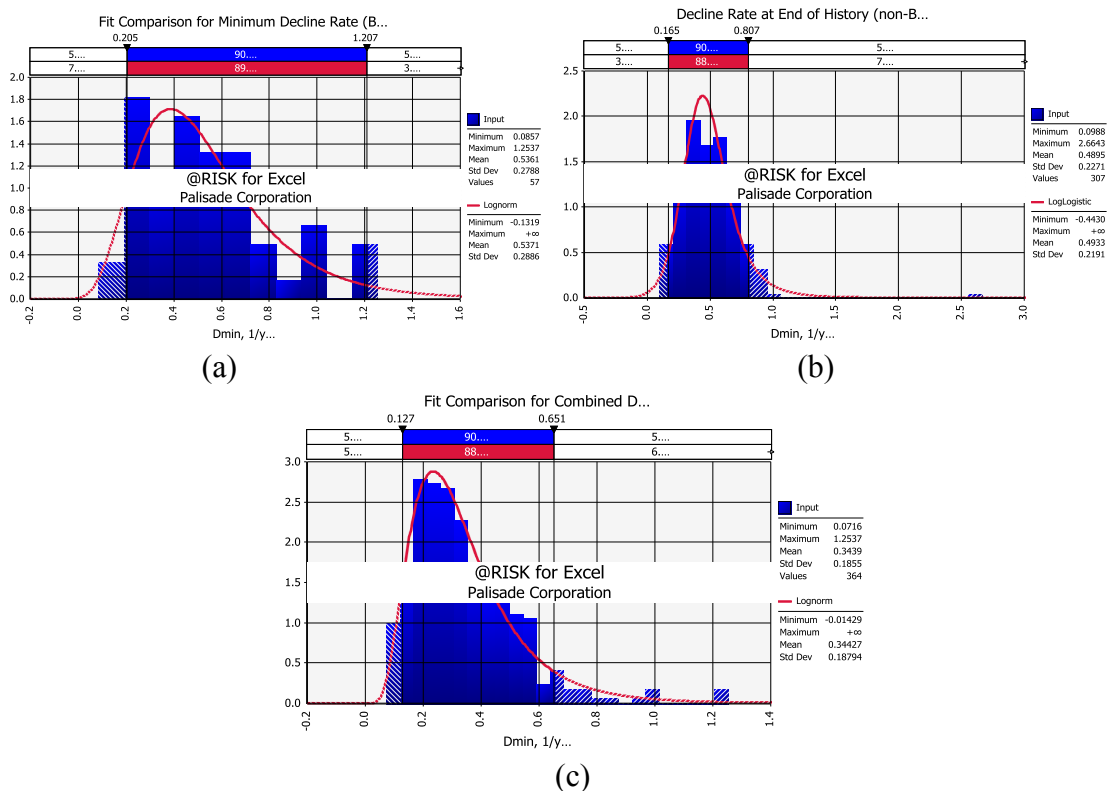 Fit Comparison for Minimum Decline Rate (B...
0.205 1.207
5.... 90.... 5....
7.... 89.... 3....
2.0
1.8
1.6
1.4
1.2
1.0
0.8
0.6
0.4
0.2
0.0
@RISK for Excel
Palisade Corporation
-0.2 0.0 0.2 0.4 0.6 0.8 1.0 1.2 1.4 1.6
Dmin, 1/y...
Input
Minimum 0.0857
Maximum 1.2537
Mean 0.5361
Std Dev 0.2788
Values 57
Lognorm
Minimum -0.1319
Maximum +∞
Mean 0.5371
Std Dev 0.2886
(a)
Decline Rate at End of History (non-B...
0.165 0.807
5.... 90.... 5....
3.... 88.... 7....
2.5
2.0
1.5
1.0
0.5
0.0
@RISK for Excel
Palisade Corporation
-0.5 0.0 0.5 1.0 1.5 2.0 2.5 3.0
Dmin, 1/y...
Input
Minimum 0.0988
Maximum 2.6643
Mean 0.4895
Std Dev 0.2271
Values 307
LogLogistic
Minimum -0.4430
Maximum +∞
Mean 0.4933
Std Dev 0.2191
(b)
Fit Comparison for Combined D...
0.127 0.651
5.... 90.... 5....
5.... 88.... 6....
3.0
2.5
2.0
1.5
1.0
0.5
0.0
@RISK for Excel
Palisade Corporation
-0.2 0.0 0.2 0.4 0.6 0.8 1.0 1.2 1.4
Dmin, 1/y...
Input
Minimum 0.0716
Maximum 1.2537
Mean 0.3439
Std Dev 0.1855
Values 364
Lognorm
Minimum -0.01429
Maximum +∞
Mean 0.34427
Std Dev 0.18794
(c)